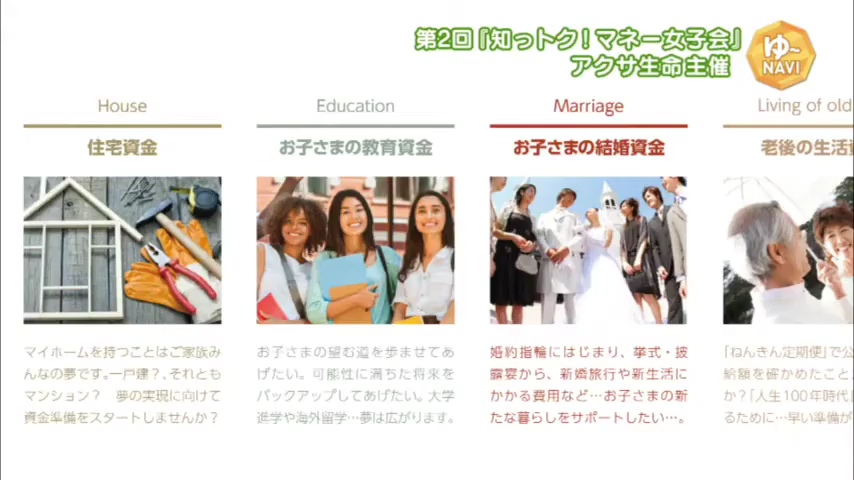 第2回『知っトク！マネー女子会』
アクサ生命主催
ゆ～
NAVI
House
住宅資金
マイホームを持つことはご家族み
んなの夢です。一戸建？、それとも
マンション？　夢の実現に向けて
資金準備をスタートしませんか？
Education
お子さまの教育資金
お子さまの望む道を歩ませてあ
げたい。可能性に満ちた将来を
バックアップしてあげたい。大学
進学や海外留学…夢は広がります。
Marriage
お子さまの結婚資金
婚約指輪にはじまり、挙式・披
露宴から、新婚旅行や新生活に
かかる費用など…お子さまの新
たな暮らしをサポートしたい…。
Living of old
老後の生活
「ねんきん定期便」で公
給額を確かめたこと
か？「人生100年時代」
るために…早い準備が